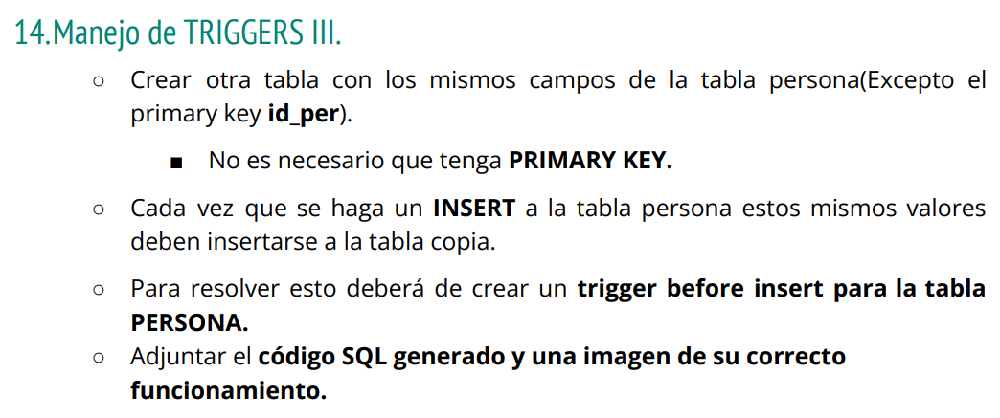 14.Manejo de TRIGGERS III.
○ Crear otra tabla con los mismos campos de la tabla persona(Excepto el
primary key id_per).
■ No es necesario que tenga PRIMARY KEY.
○ Cada vez que se haga un INSERT a la tabla persona estos mismos valores
deben insertarse a la tabla copia.
○ Para resolver esto deberá de crear un trigger before insert para la tabla
PERSONA.
○ Adjuntar el código SQL generado y una imagen de su correcto
funcionamiento.